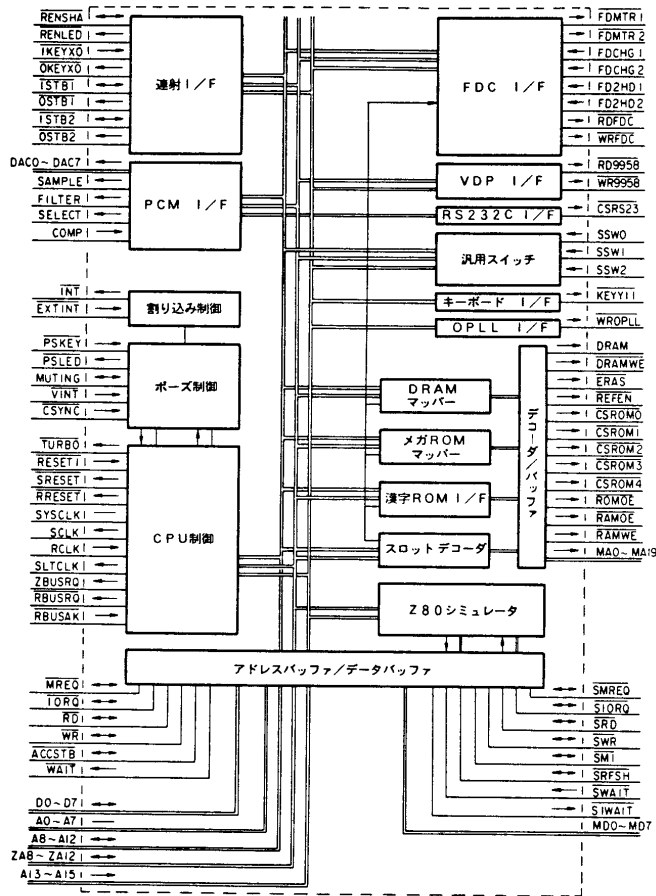 RENSHA
RENLED
IKEYX0
OKEYX0
ISTB1
OSTB1
ISTB2
OSTB2
連射I/F
DAC0~DAC7
SAMPLE
FILTER
SELECT
COMP
PCM I/F
INT
EXTINT
割り込み制御
PSKEY
PSLED
MUTING
VINT
CSYNC
ポーズ制御
TURBO
RESETI
SRESET
RRESET
SYSCLK
SCLK
RCLK
SLTCLK
ZBUSRQ
RBUSRQ
RBUSAK
CPU制御
FDC I/F
FDMTR1
FDMTR2
FDCHG1
FDCHG2
FD2HD1
FD2HD2
RDFDC
WRFDC
VDP I/F
RD9958
WR9958
RS232C I/F
CSRS23
汎用スイッチ
SSW0
SSW1
SSW2
キーボード I/F
KEYY11
OPLL I/F
WROPLL
DRAM
マッパー
メガROM
マッパー
漢字ROM I/F
スロットデコーダ
デコーダ/バッファ
DRAM
DRAMWE
ERAS
REFEN
CSROM0
CSROM1
CSROM2
CSROM3
CSROM4
ROMOE
RAMOE
RAMWE
MA0~MA19
Z80シミュレータ
アドレスバッファ/データバッファ
MREQ
IORQ
RD
WR
ACCSTB
WAIT
D0~D7
A0~A7
A8~A12
ZA8~ZA12
A13~A15
SMREQ
SIORQ
SRD
SWR
SM1
SRFSH
SWAIT
SIWAIT
MD0~MD7